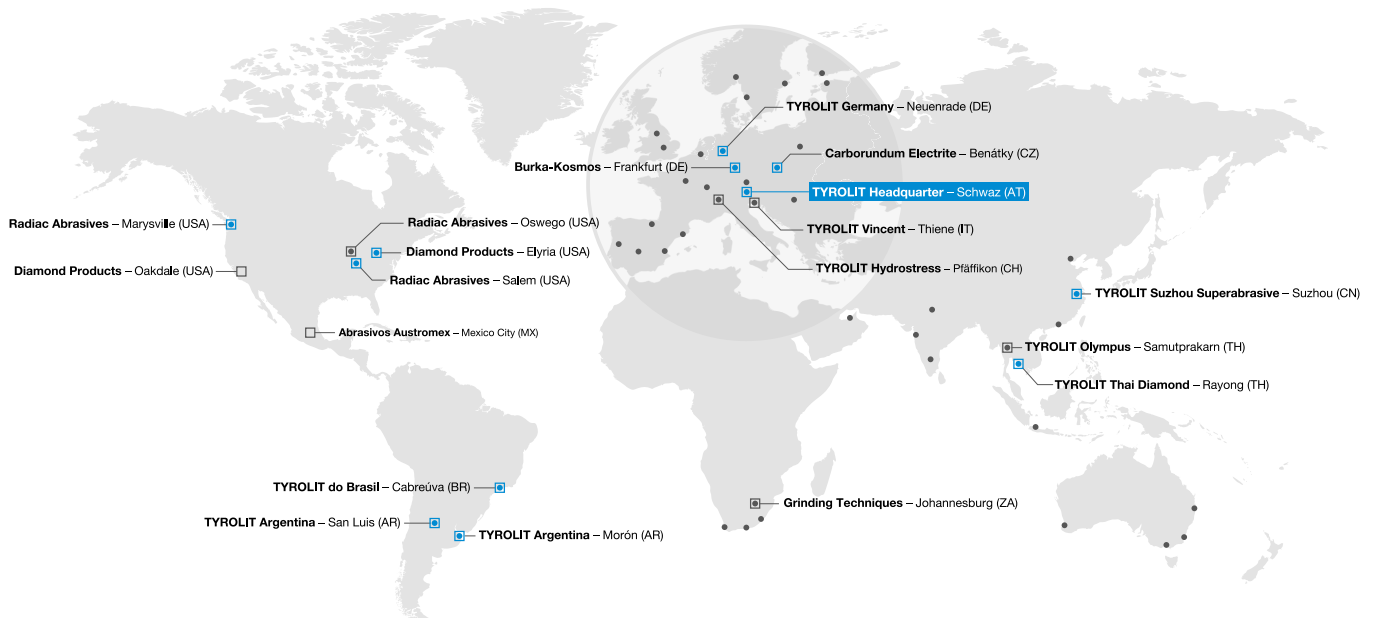 TYROLIT Germany – Neuenrade (DE)
Carborundum Electrite – Benátky (CZ)
Burka-Kosmos – Frankfurt (DE)
TYROLIT Headquarter – Schwaz (AT)
Radiac Abrasives – Marysville (USA)
Radiac Abrasives – Oswego (USA)
TYROLIT Vincent – Thiene (IT)
Diamond Products – Elyria (USA)
Diamond Products – Oakdale (USA)
TYROLIT Hydrostress – Pfäffikon (CH)
Radiac Abrasives – Salem (USA)
TYROLIT Suzhou Superabrasive – Suzhou (CN)
Abrasivos Austromex – Mexico City (MX)
TYROLIT Olympus – Samutprakarn (TH)
TYROLIT Thai Diamond – Rayong (TH)
TYROLIT do Brasil – Cabreúva (BR)
Grinding Techniques – Johannesburg (ZA)
TYROLIT Argentina – San Luis (AR)
TYROLIT Argentina – Morón (AR)